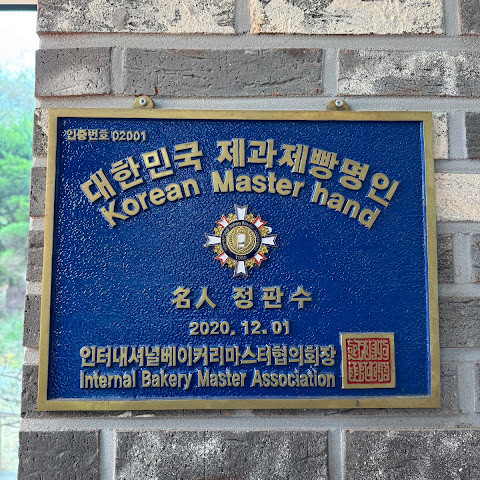 인증번호 02001
대한민국 제과제빵명인
Korean Master hand
名人 정판수
2020. 12. 01
인터내셔널베이커리마스터협의회장
Internal Bakery Master Association